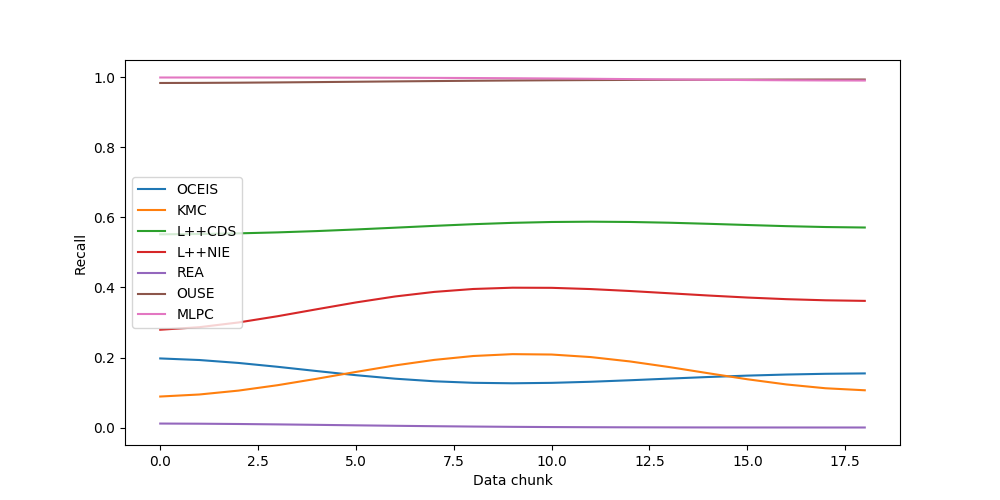 1.0
0.8
0.6
0.4
0.2
0.0
Recall
OCEIS
KMC
L++CDS
L++NIE
REA
OUSE
MLPC
0.0 2.5 5.0 7.5 10.0 12.5 15.0 17.5
Data chunk